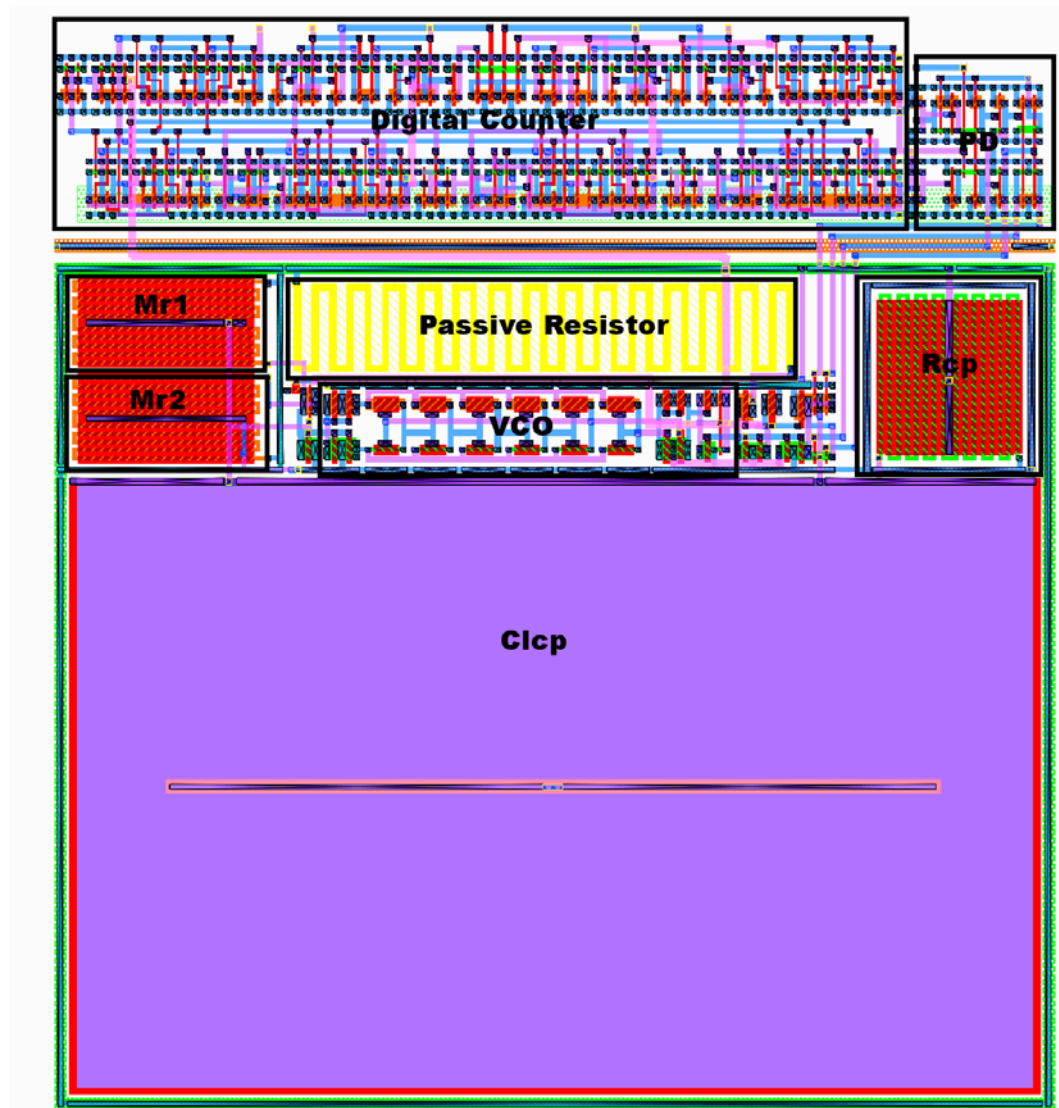 Digital Counter
PD
Mr1
Passive Resistor
Rcp
Mr2
VCO
Clcp